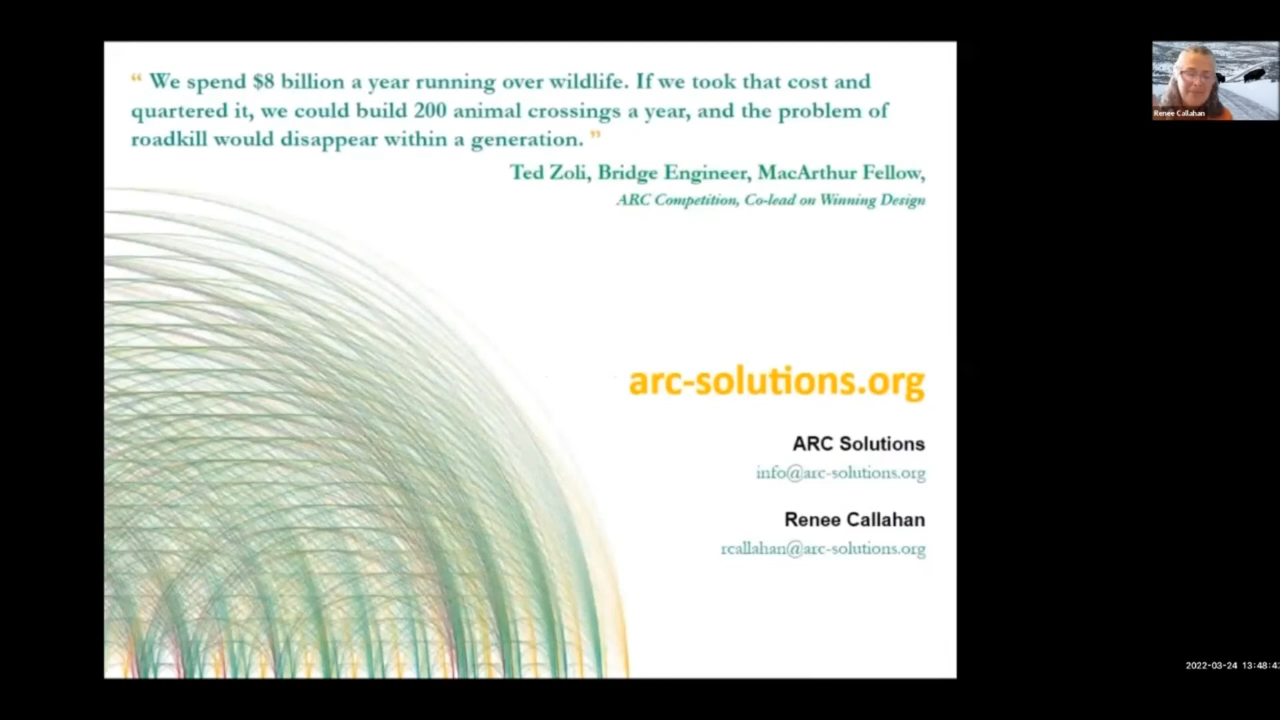 “ We spend $8 billion a year running over wildlife. If we took that cost and
quartered it, we could build 200 animal crossings a year, and the problem of
roadkill would disappear within a generation. ”
Ted Zoli, Bridge Engineer, MacArthur Fellow,
ARC Competition, Co-lead on Winning Design
arc-solutions.org
ARC Solutions
info@arc-solutions.org
Renee Callahan
rcallahan@arc-solutions.org
Renee Callahan
2022-03-24 13:48:4